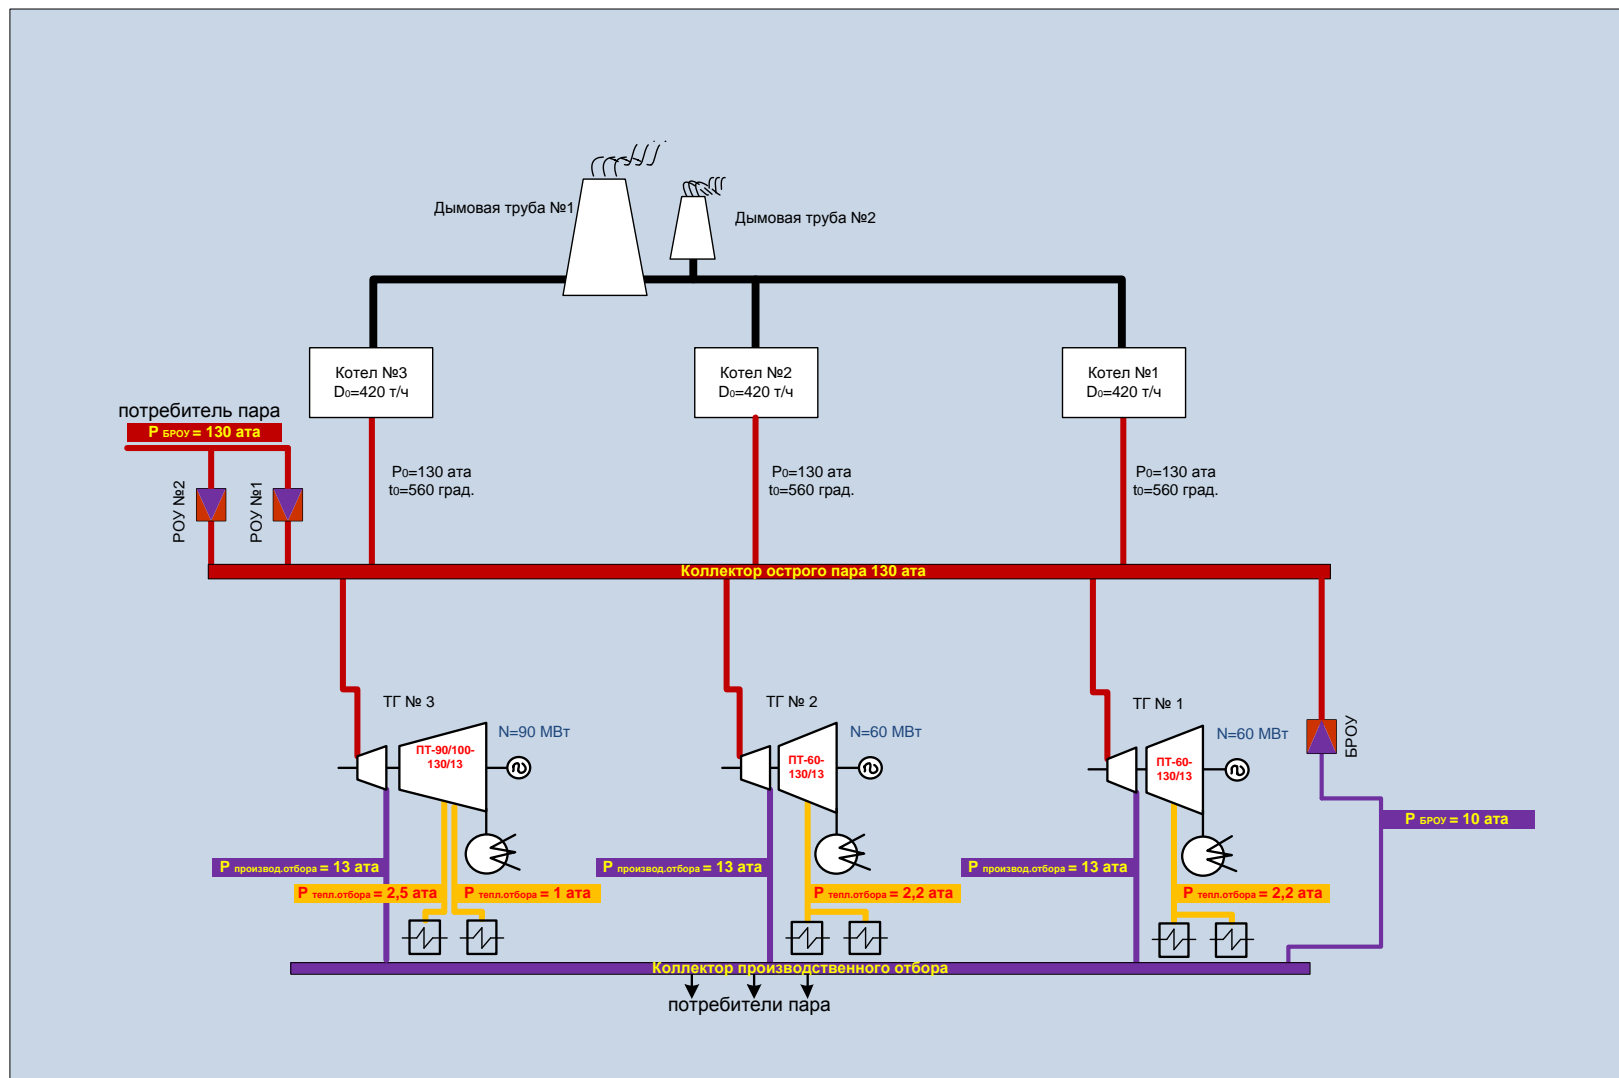 Дымовая труба №1
Дымовая труба №2
Котел №3
D0=420 т/ч
Котел №2
D0=420 т/ч
Котел №1
D0=420 т/ч
потребитель пара
P БРОУ = 130 ата
P0=130 ата
t0=560 град.
P0=130 ата
t0=560 град.
P0=130 ата
t0=560 град.
РОУ №2
РОУ №1
Коллектор острого пара 130 ата
ТГ № 3
ТГ № 2
ТГ № 1
N=90 МВт
N=60 МВт
N=60 МВт
БРОУ
ПТ-90/100-
130/13
ПТ-60-
130/13
ПТ-60-
130/13
P БРОУ = 10 ата
P производ.отбора = 13 ата
P производ.отбора = 13 ата
P производ.отбора = 13 ата
P тепл.отбора = 2,5 ата
P тепл.отбора = 1 ата
P тепл.отбора = 2,2 ата
P тепл.отбора = 2,2 ата
Коллектор производственного отбора
потребители пара